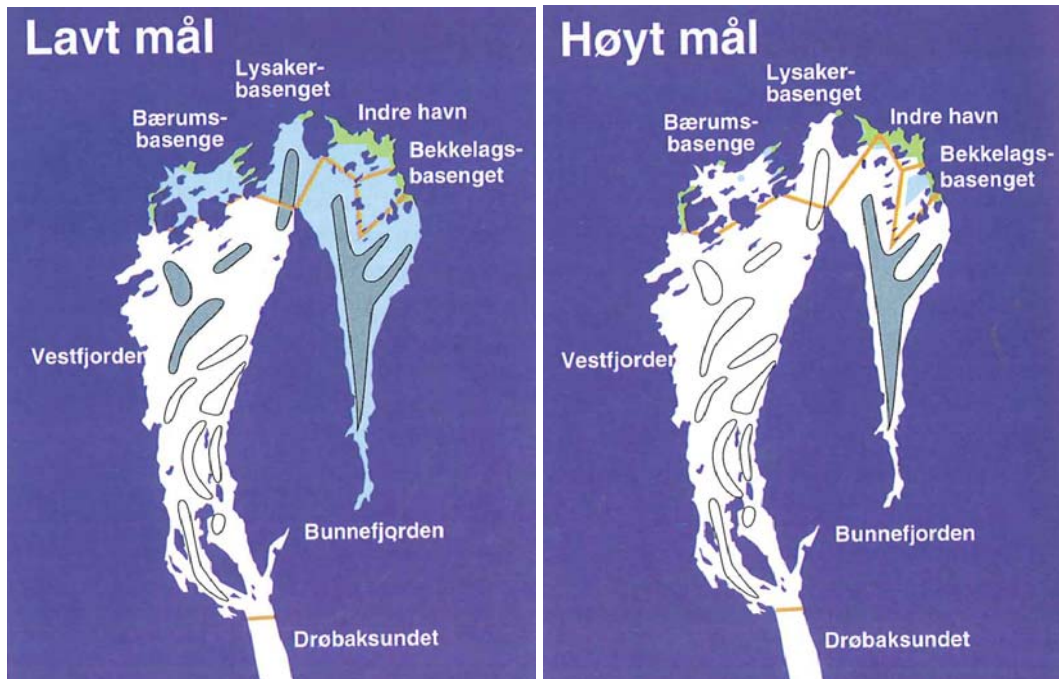 Lavt mål
Lysaker-
basenget
Indre havn
Bærums-
basenge
Bekkelags-
basenget
Vestfjorden
Bunnefjorden
Drøbaksundet
Høyt mål
Lysaker-
basenget
Indre havn
Bærums-
basenge
Bekkelags-
basenget
Vestfjorden
Bunnefjorden
Drøbaksundet